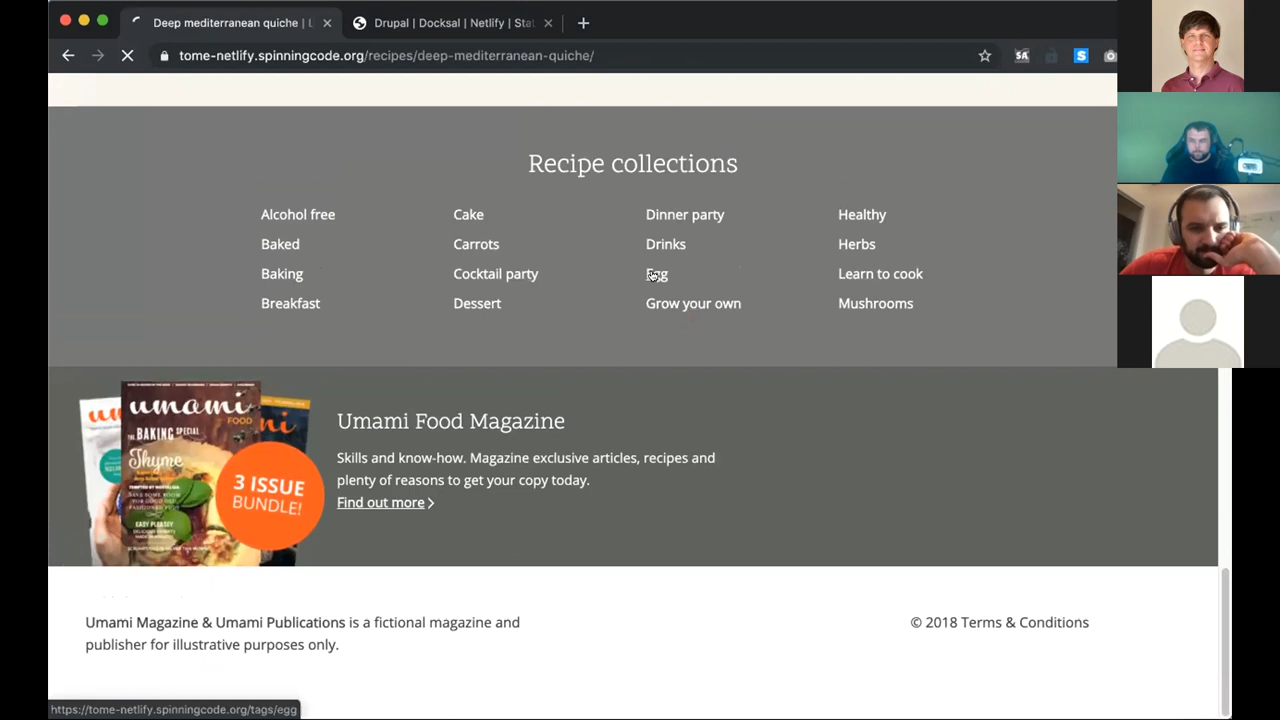 Deep mediterranean quiche | L
Drupal | Docksal | Netlify | Stat
tome-netlify.spinningcode.org/recipes/deep-mediterranean-quiche/
SA
S
Recipe collections
Alcohol free
Cake
Dinner party
Healthy
Baked
Carrots
Drinks
Herbs
Baking
Cocktail party
Egg
Learn to cook
Breakfast
Dessert
Grow your own
Mushrooms
umami
FOOD
THE BAKING SPECIAL
Thyme
3 ISSUE
BUNDLE!
Umami Food Magazine
Skills and know-how. Magazine exclusive articles, recipes and
plenty of reasons to get your copy today.
Find out more
Umami Magazine & Umami Publications is a fictional magazine and
publisher for illustrative purposes only.
© 2018 Terms & Conditions
https://tome-netlify.spinningcode.org/tags/egg